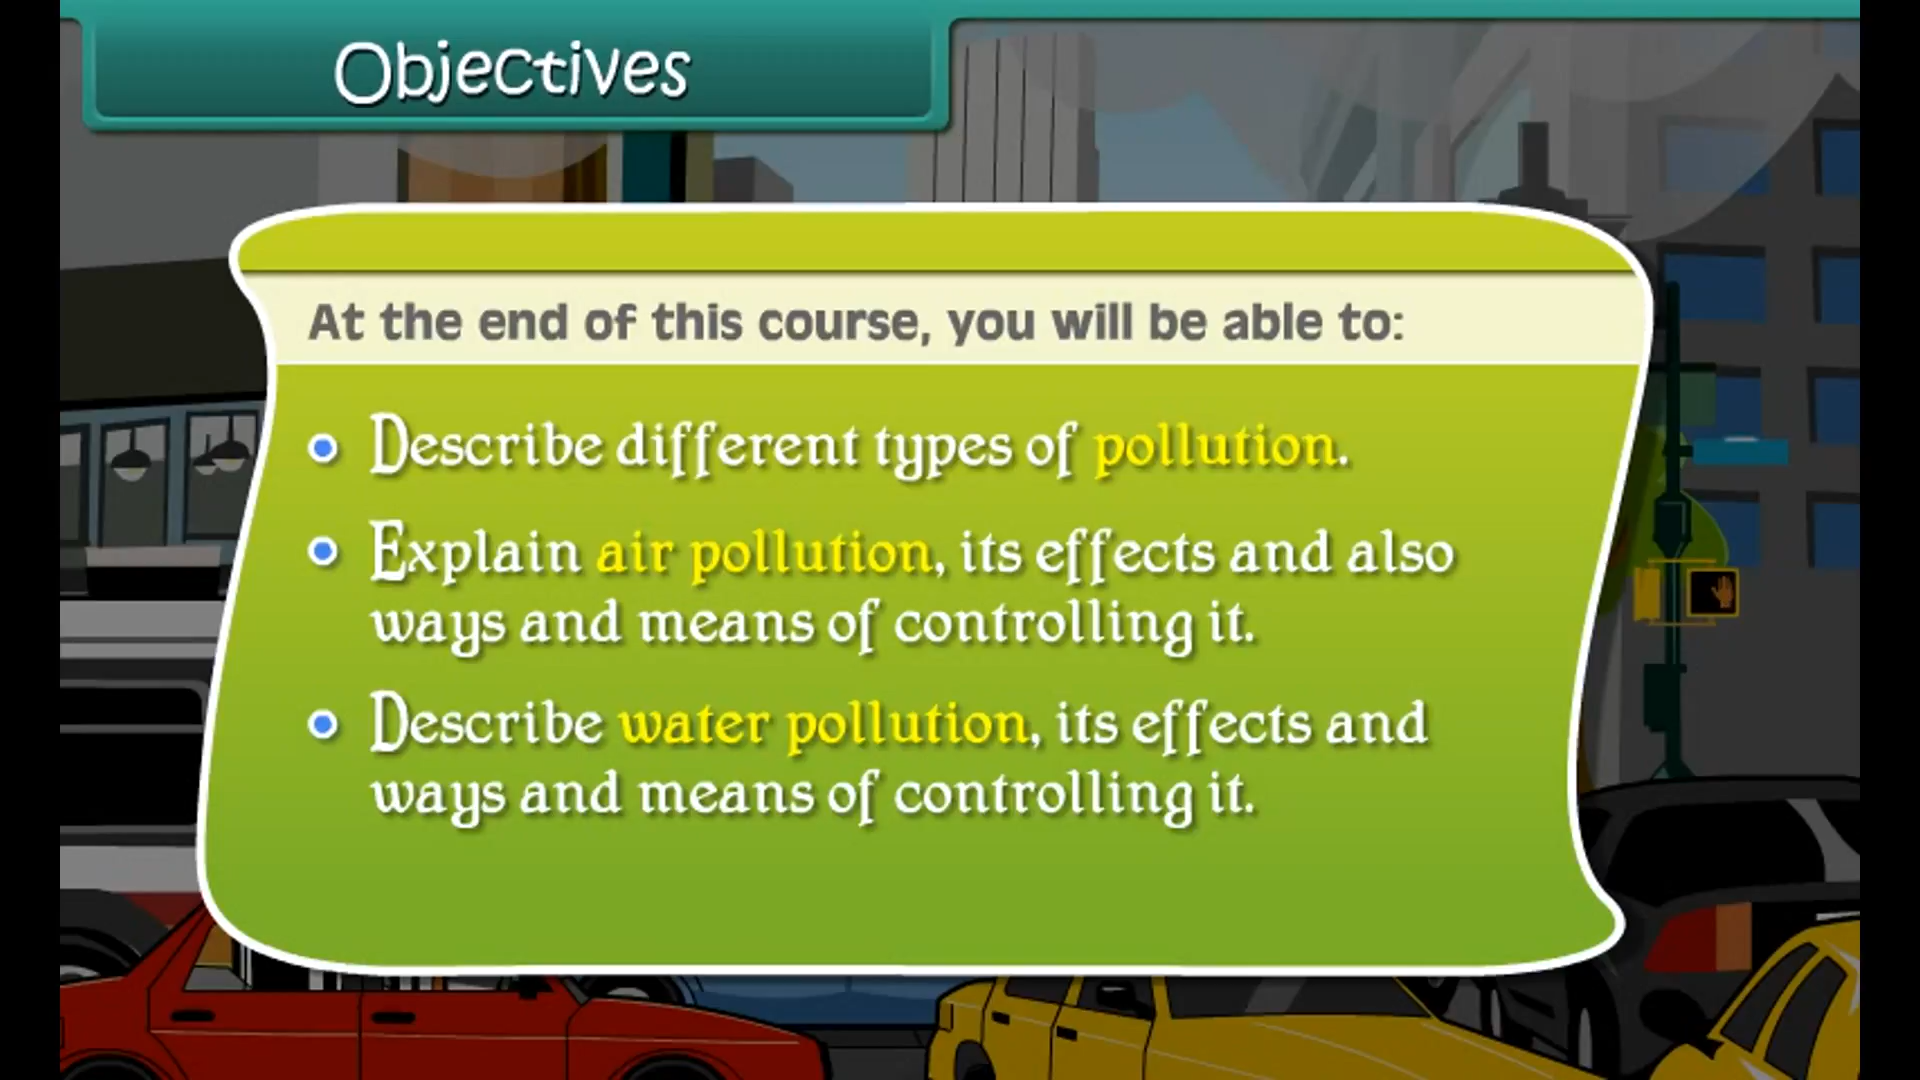 Objectives
At the end of this course, you will be able to:
Describe different types of pollution.
Explain air pollution, its effects and also
ways and means of controlling it.
Describe water pollution, its effects and
ways and means of controlling it.